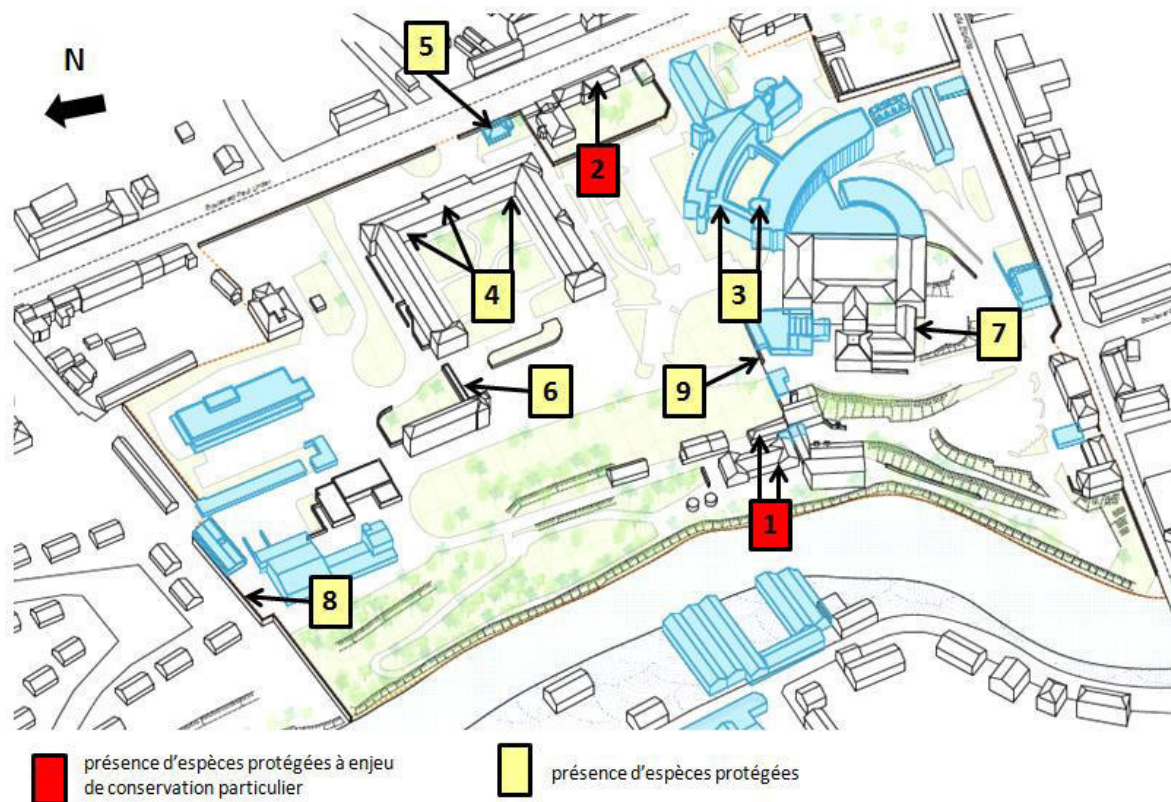 N
5
2
4
3
7
6
9
1
8
présence d'espèces protégées à enjeu
de conservation particulier
présence d'espèces protégées